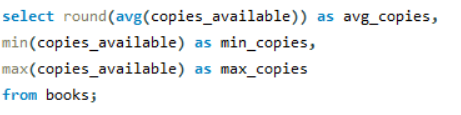 select round(avg(copies_available)) as avg_copies,
min(copies_available) as min_copies,
max(copies_available) as max_copies
from books;